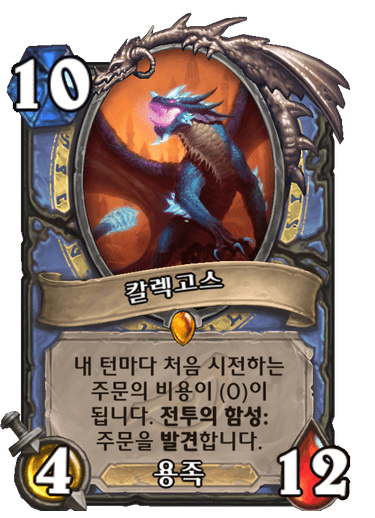 10
칼렉고스
내 턴마다 처음 시전하는
주문의 비용이 (0)이
됩니다. 전투의 함성:
주문을 발견합니다.
4
용족
12